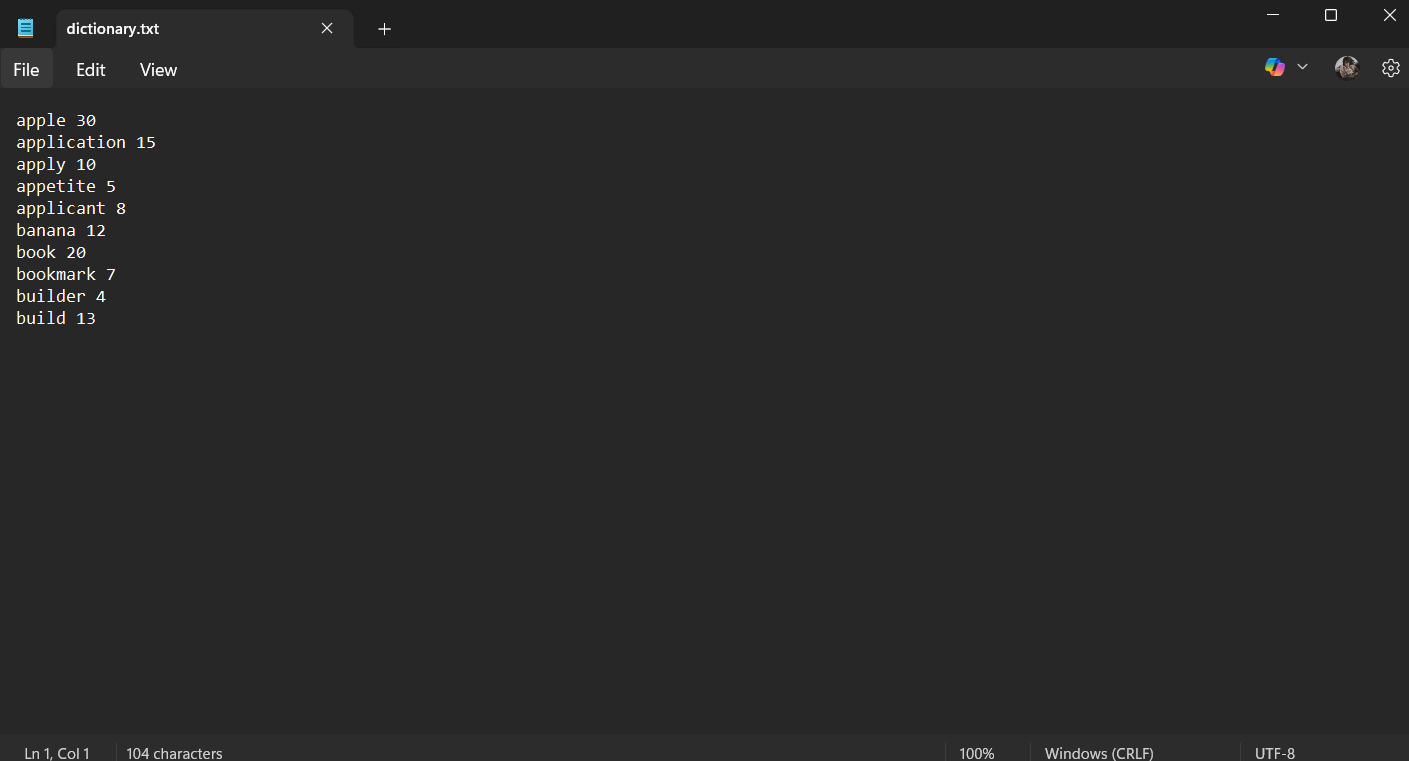 dictionary.txt
File Edit View
apple 30
application 15
apply 10
appetite 5
applicant 8
banana 12
book 20
bookmark 7
builder 4
build 13
Ln 1, Col 1 104 characters 100% Windows (CRLF) UTF-8